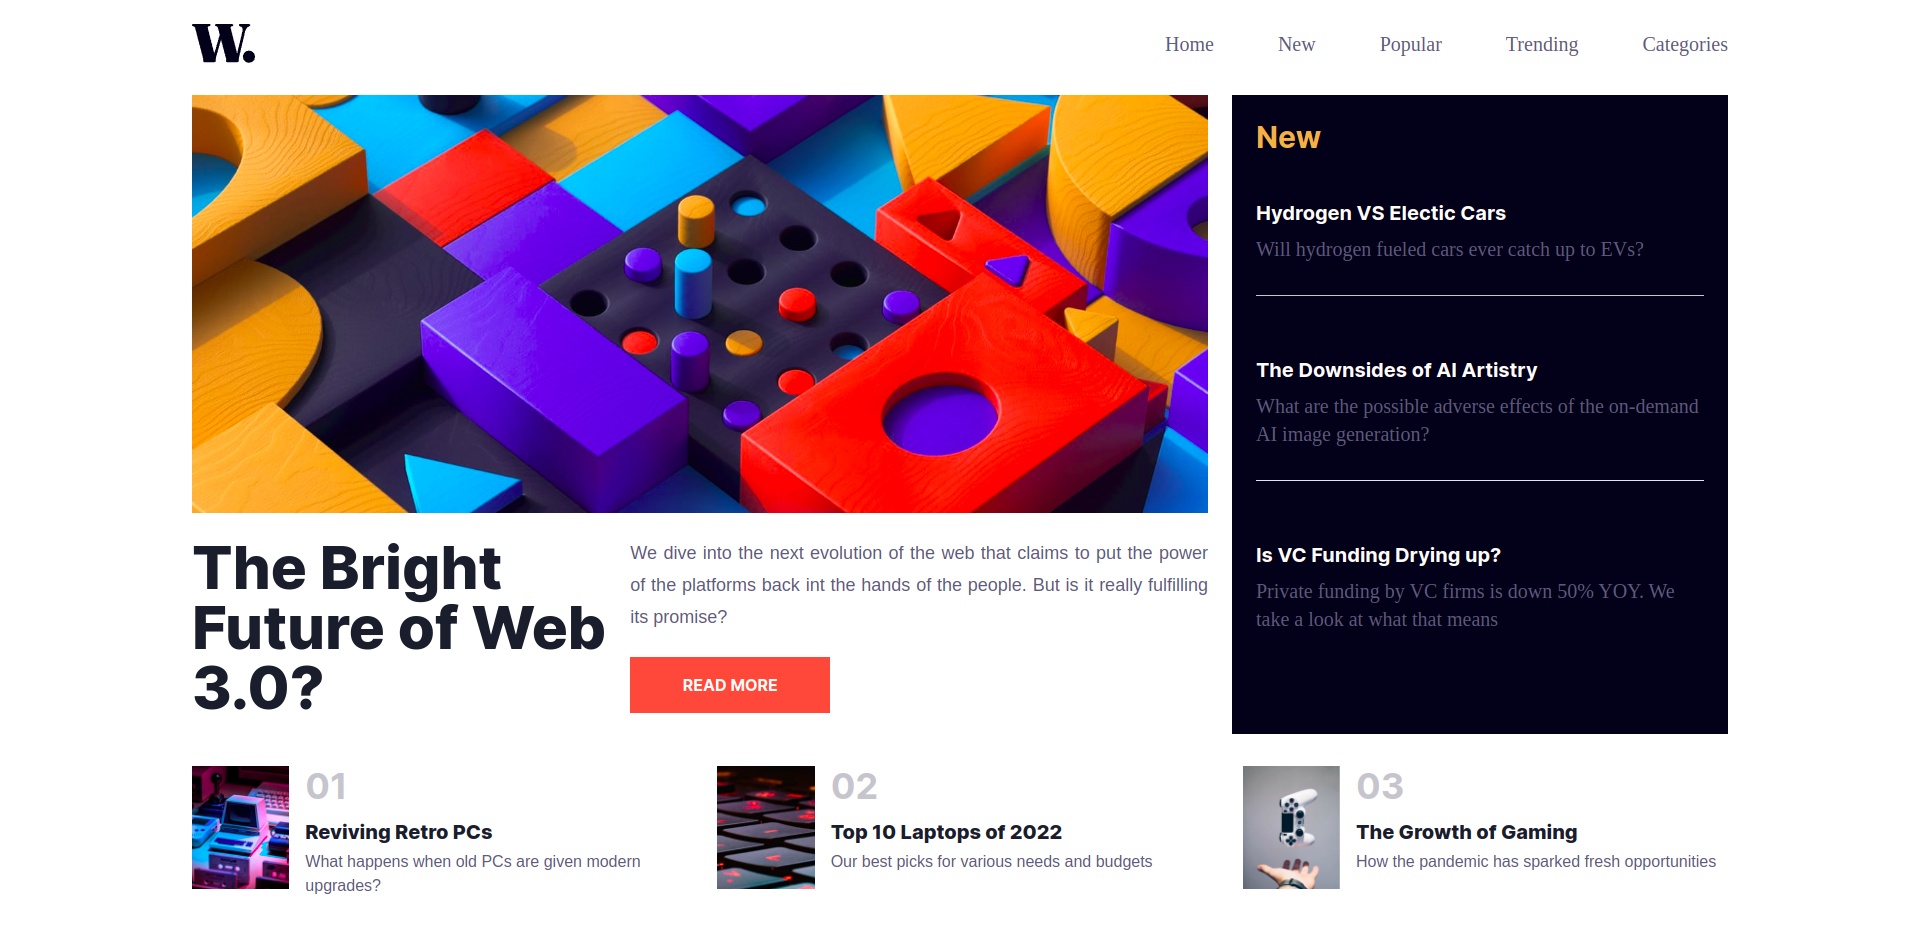 W.
Home
New
Popular
Trending
Categories
New
Hydrogen VS Electic Cars
Will hydrogen fueled cars ever catch up to EVs?
The Downsides of AI Artistry
What are the possible adverse effects of the on-demand
AI image generation?
Is VC Funding Drying up?
Private funding by VC firms is down 50% YOY. We
take a look at what that means
The Bright
Future of Web
3.0?
We dive into the next evolution of the web that claims to put the power
of the platforms back int the hands of the people. But is it really fulfilling
its promise?
READ MORE
01
Reviving Retro PCs
What happens when old PCs are given modern
upgrades?
02
Top 10 Laptops of 2022
Our best picks for various needs and budgets
03
The Growth of Gaming
How the pandemic has sparked fresh opportunities